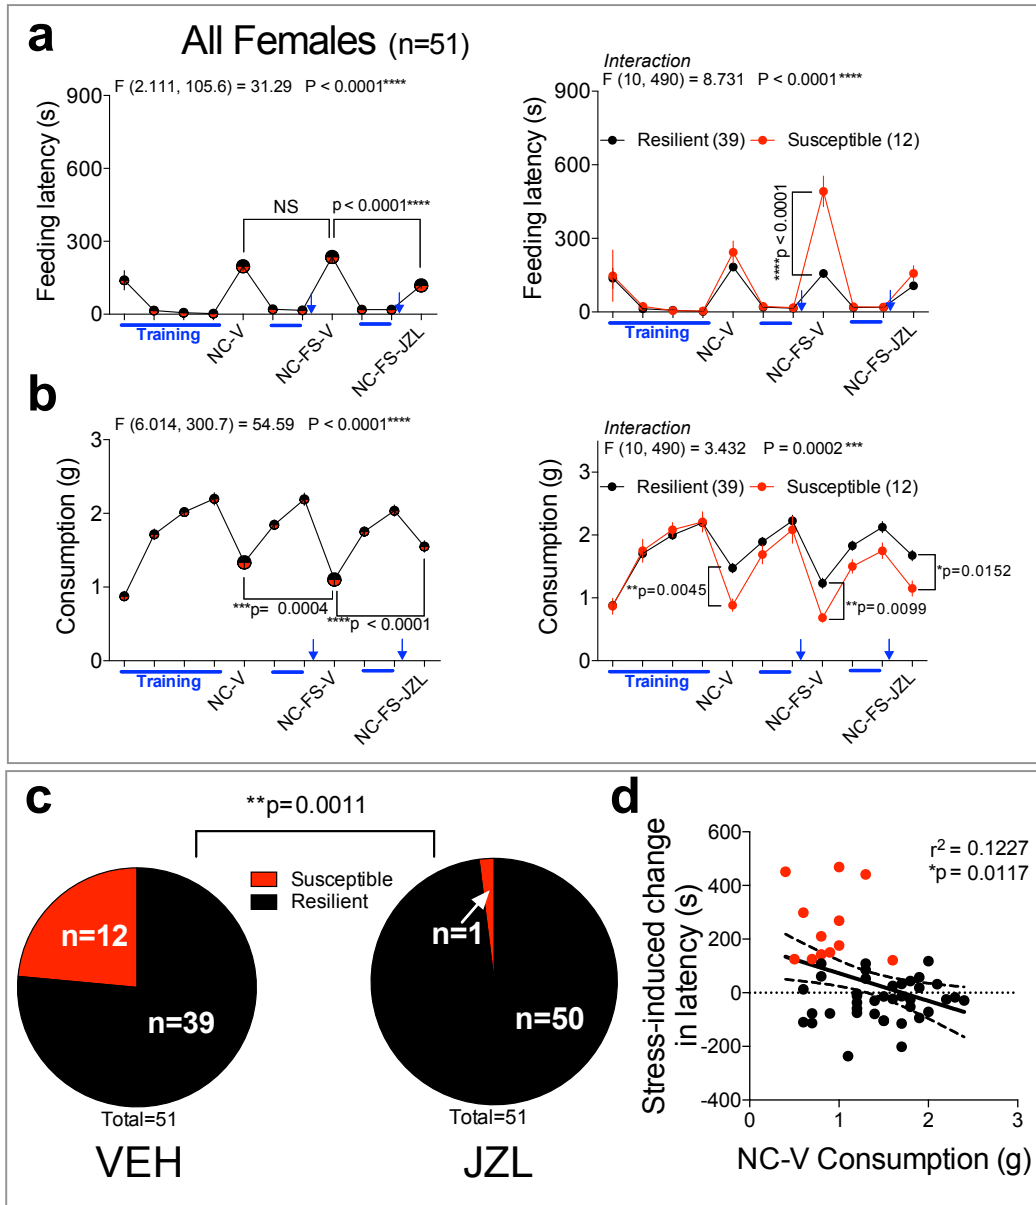 a
All Females (n=51)
F (2.111, 105.6) = 31.29 P < 0.0001****
Feeding latency (s)
900
600
300
0
NS
p < 0.0001****
Training
NC-V
NC-FS-V
NC-FS-JZL
Interaction
F (10, 490) = 8.731 P < 0.0001****
Feeding latency (s)
900
600
300
0
Resilient (39)
Susceptible (12)
****p < 0.0001
Training
NC-V
NC-FS-V
NC-FS-JZL
b
F (6.014, 300.7) = 54.59 P < 0.0001****
Consumption (g)
3
2
1
0
***p= 0.0004
****p < 0.0001
Training
NC-V
NC-FS-V
NC-FS-JZL
Interaction
F (10, 490) = 3.432 P = 0.0002 ***
Consumption (g)
3
2
1
0
Resilient (39)
Susceptible (12)
**p=0.0045
**p=0.0099
*p=0.0152
Training
NC-V
NC-FS-V
NC-FS-JZL
c
**p=0.0011
Susceptible
Resilient
n=12
n=39
Total=51
VEH
n=1
n=50
Total=51
JZL
d
Stress-induced change
in latency (s)
600
400
200
0
-200
-400
r² = 0.1227
*p = 0.0117
0
1
2
3
NC-V Consumption (g)